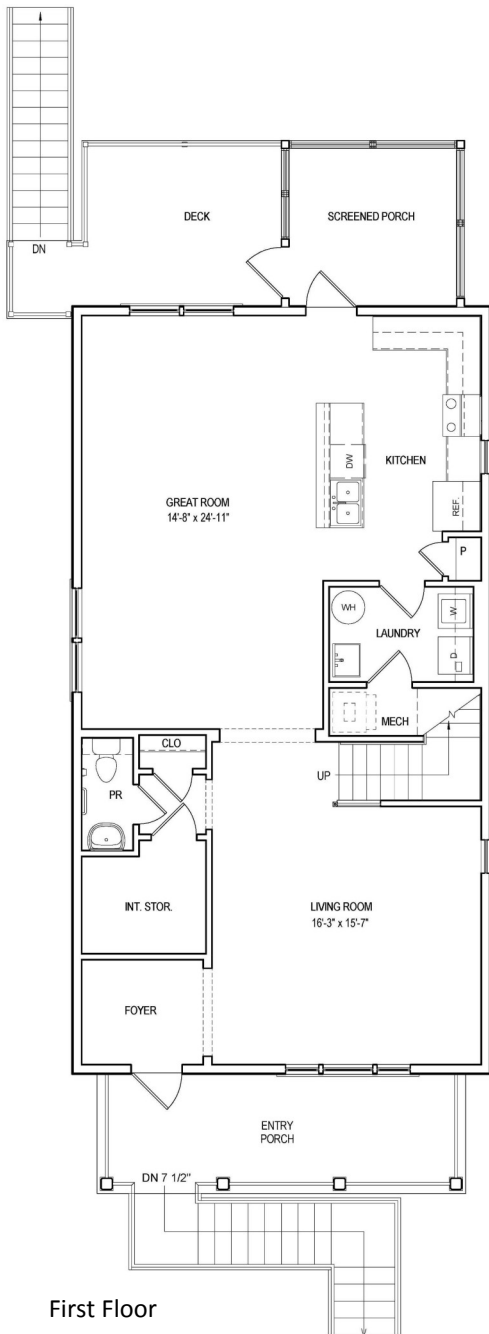 DECK
SCREENED PORCH
DN
KITCHEN
DW
REF.
GREAT ROOM
14'-8" x 24'-11"
P
WH
LAUNDRY
W
D
MECH
CLO
UP
PR
INT. STOR.
LIVING ROOM
16'-3" x 15'-7"
FOYER
ENTRY
PORCH
DN 7 1/2"
First Floor